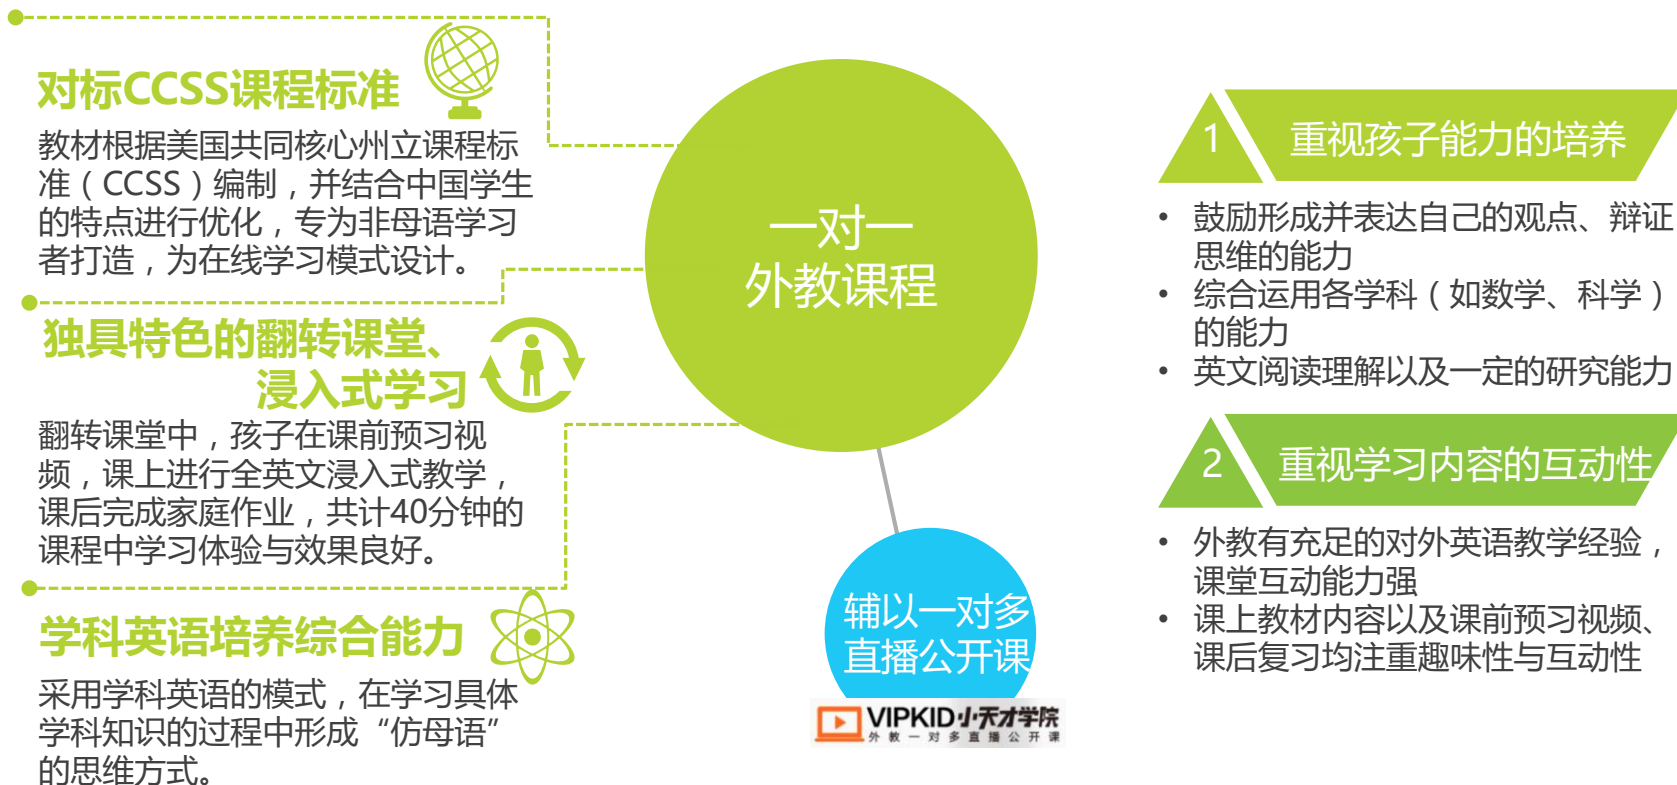 对标CCSS课程标准
教材根据美国共同核心州立课程标
准（CCSS）编制，并结合中国学生
的特点进行优化，专为非母语学习
者打造，为在线学习模式设计。
独具特色的翻转课堂、
浸入式学习
翻转课堂中，孩子在课前预习视
频，课上进行全英文浸入式教学，
课后完成家庭作业，共计40分钟的
课程中学习体验与效果良好。
学科英语培养综合能力
采用学科英语的模式，在学习具体
学科知识的过程中形成“仿母语”
的思维方式。
一对一
外教课程
辅以一对多
直播公开课
VIPKID小天才学院
外教一对多直播公开课
1 重视孩子能力的培养
• 鼓励形成并表达自己的观点、辩证
思维的能力
• 综合运用各学科（如数学、科学）
的能力
• 英文阅读理解以及一定的研究能力
2 重视学习内容的互动性
• 外教有充足的对外英语教学经验，
课堂互动能力强
• 课上教材内容以及课前预习视频、
课后复习均注重趣味性与互动性